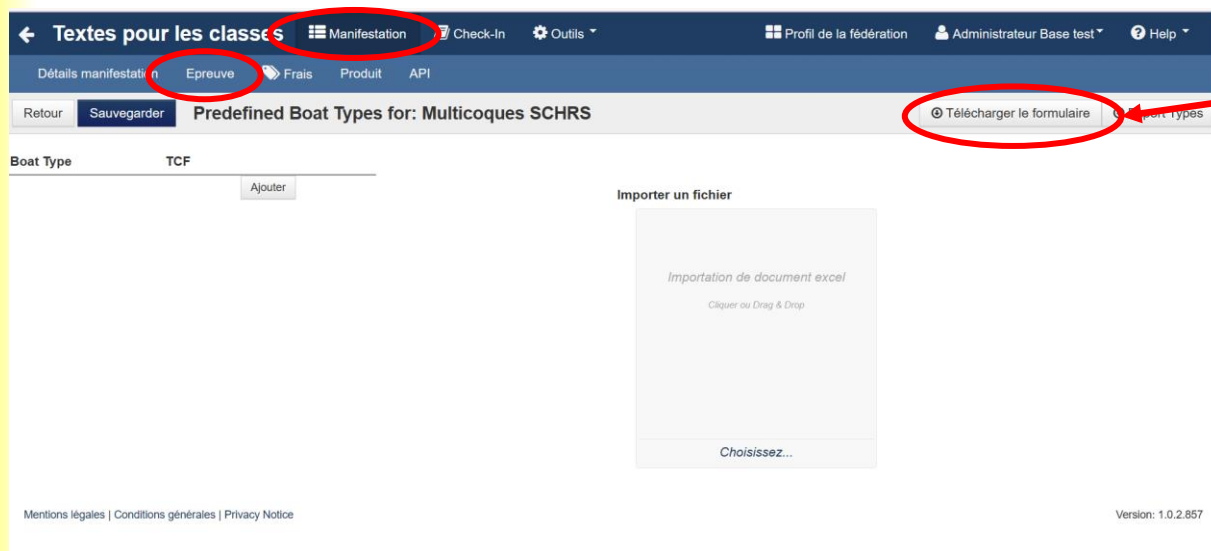 Textes pour les classes Manifestation Check-In Outils Profil de la fédération Administrateur Base test Help
Détails manifestation Epreuve Frais Produit API
Retour Sauvegarder Predefined Boat Types for: Multicoques SCHRS Télécharger le formulaire Types
Boat Type TCF
Ajouter
Importer un fichier
Importation de document excel
Cliquer ou Drag & Drop
Choisissez...
Mentions légales | Conditions générales | Privacy Notice Version: 1.0.2.857